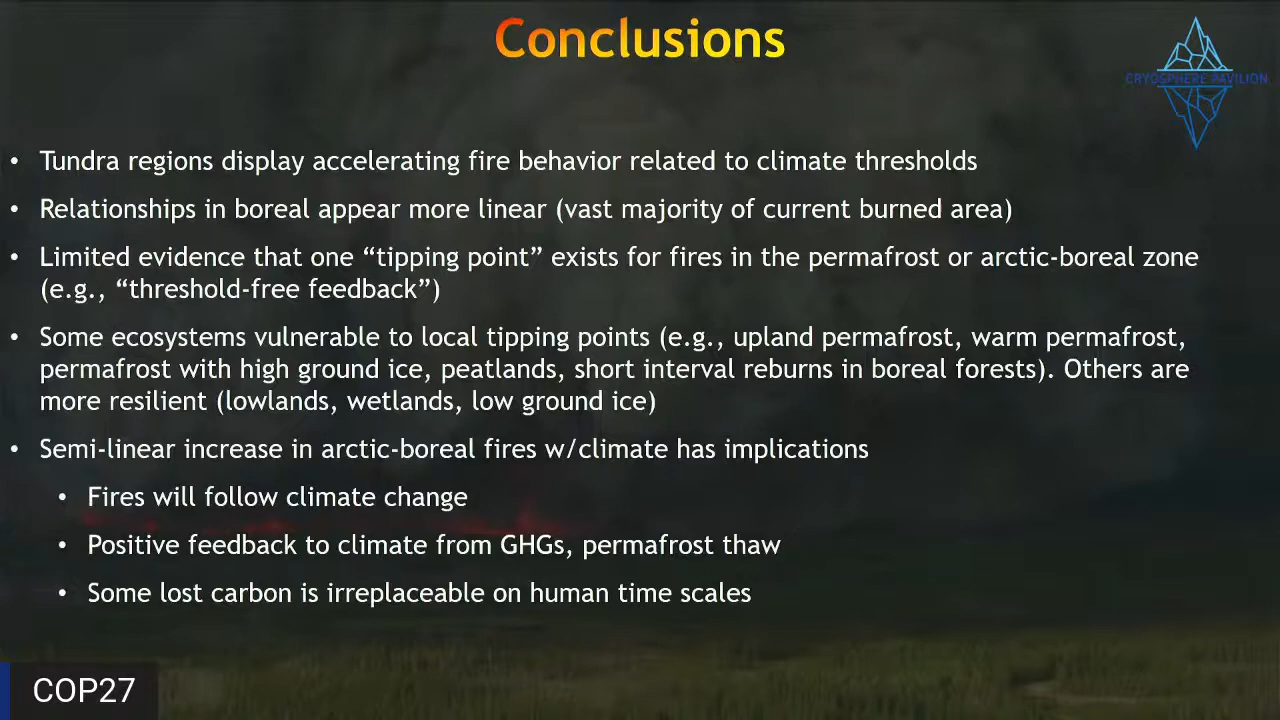 Conclusions
CRYOSPHERE PAVILION
• Tundra regions display accelerating fire behavior related to climate thresholds
• Relationships in boreal appear more linear (vast majority of current burned area)
• Limited evidence that one “tipping point” exists for fires in the permafrost or arctic-boreal zone
(e.g., “threshold-free feedback”)
• Some ecosystems vulnerable to local tipping points (e.g., upland permafrost, warm permafrost,
permafrost with high ground ice, peatlands, short interval reburns in boreal forests). Others are
more resilient (lowlands, wetlands, low ground ice)
• Semi-linear increase in arctic-boreal fires w/climate has implications
• Fires will follow climate change
• Positive feedback to climate from GHGs, permafrost thaw
• Some lost carbon is irreplaceable on human time scales
COP27